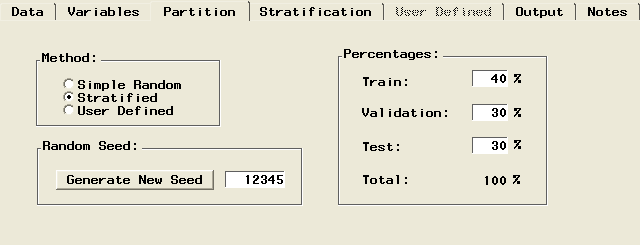 Data Variables Partition Stratification User Defined Output Notes
Method:
Simple Random
Stratified
User Defined
Random Seed:
Generate New Seed 12345
Percentages:
Train: 40 %
Validation: 30 %
Test: 30 %
Total: 100 %